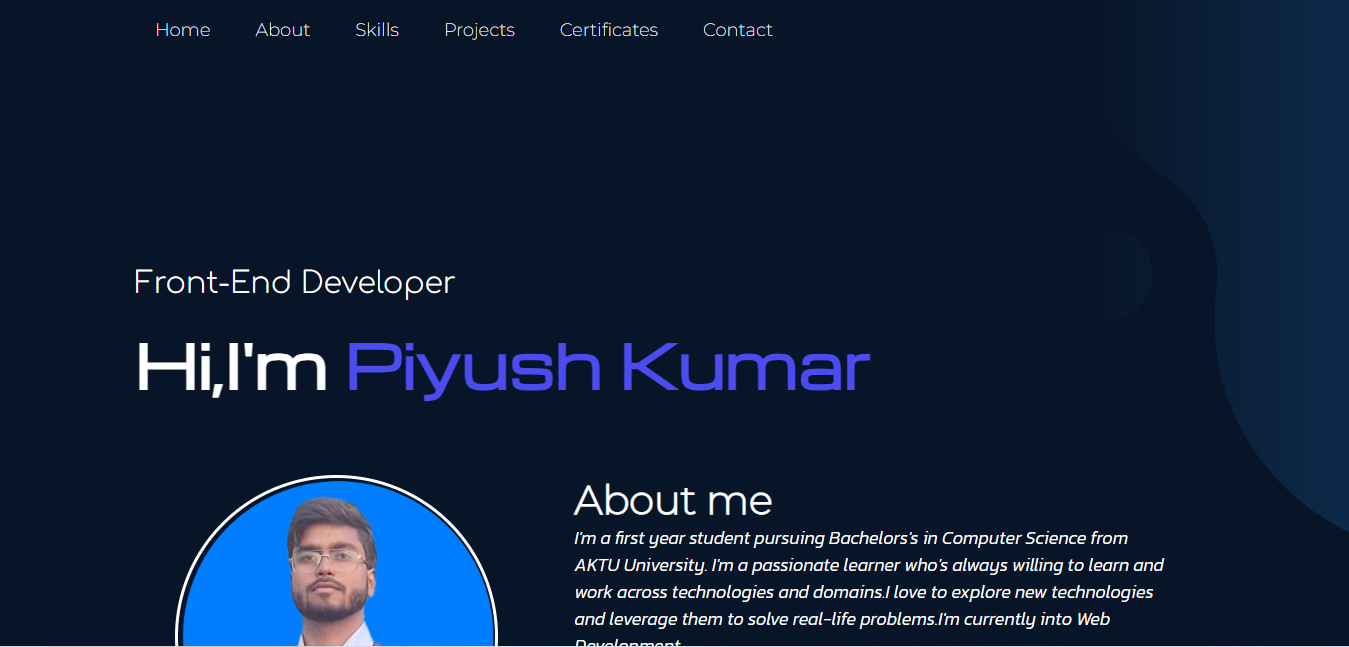 Home About Skills Projects Certificates Contact
Front-End Developer
Hi,I'm Piyush Kumar
About me
I'm a first year student pursuing Bachelors's in Computer Science from
AKTU University. I'm a passionate learner who's always willing to learn and
work across technologies and domains.I love to explore new technologies
and leverage them to solve real-life problems.I'm currently into Web
Development